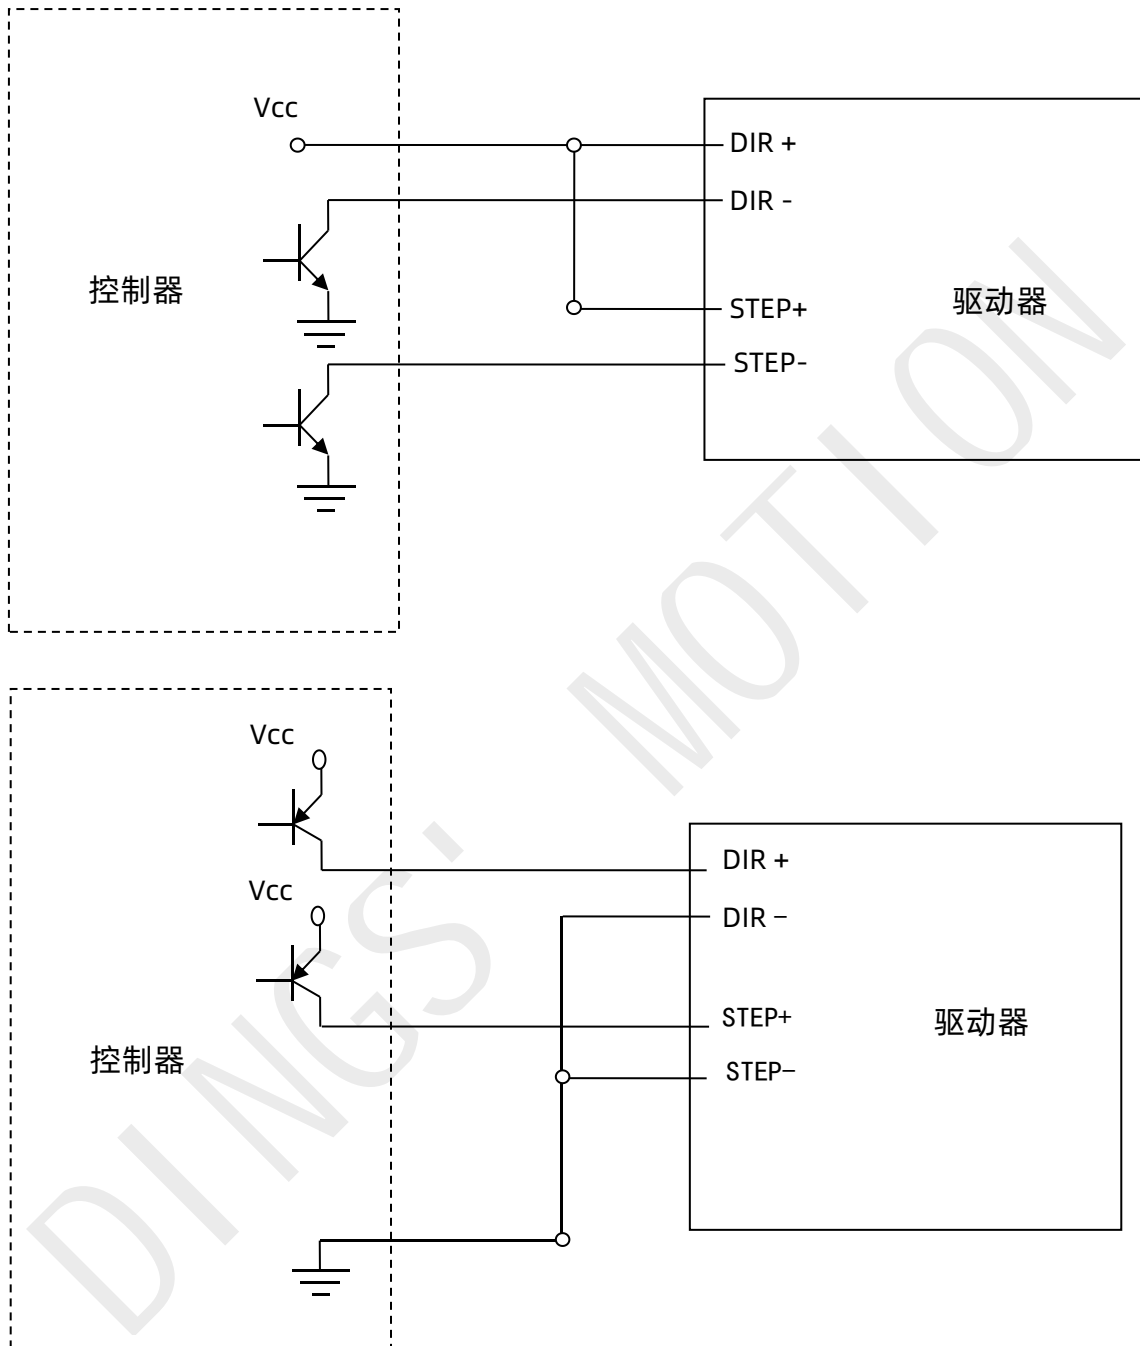 Vcc
DIR +
DIR -
控制器
驱动器
STEP+
STEP-
Vcc
DIR +
Vcc
DIR −
STEP+
驱动器
控制器
STEP−
DINGS' MOTION